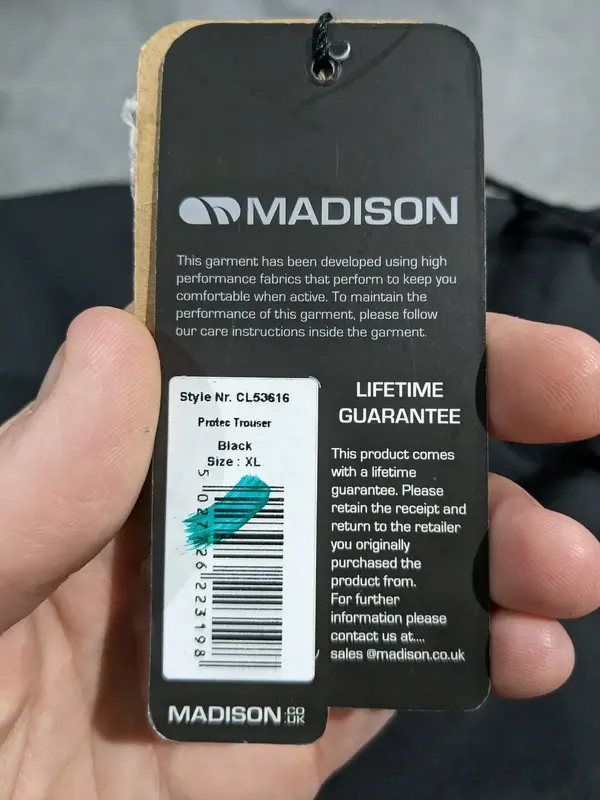 MADISON
This garment has been developed using high
performance fabrics that perform to keep you
comfortable when active. To maintain the
performance of this garment, please follow
our care instructions inside the garment.
Style Nr. CL53616
Protec Trouser
Black
Size : XL
5 027726 223198
LIFETIME
GUARANTEE
This product comes
with a lifetime
guarantee. Please
retain the receipt and
return to the retailer
you originally
purchased the
product from.
For further
information please
contact us at....
sales @madison.co.uk
MADISON.CO.UK